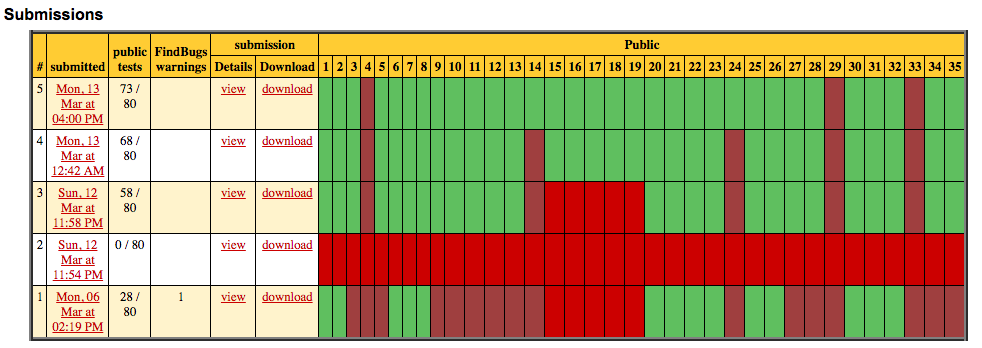 Submissions
# submitted public tests FindBugs warnings submission Public
Details Download 1 2 3 4 5 6 7 8 9 10 11 12 13 14 15 16 17 18 19 20 21 22 23 24 25 26 27 28 29 30 31 32 33 34 35
5 Mon, 13 73 / view download
Mar at 80
04:00 PM
4 Mon, 13 68 / view download
Mar at 80
12:42 AM
3 Sun, 12 58 / view download
Mar at 80
11:58 PM
2 Sun, 12 0 / 80 view download
Mar at
11:54 PM
1 Mon, 06 28 / 1 view download
Mar at 80
02:19 PM